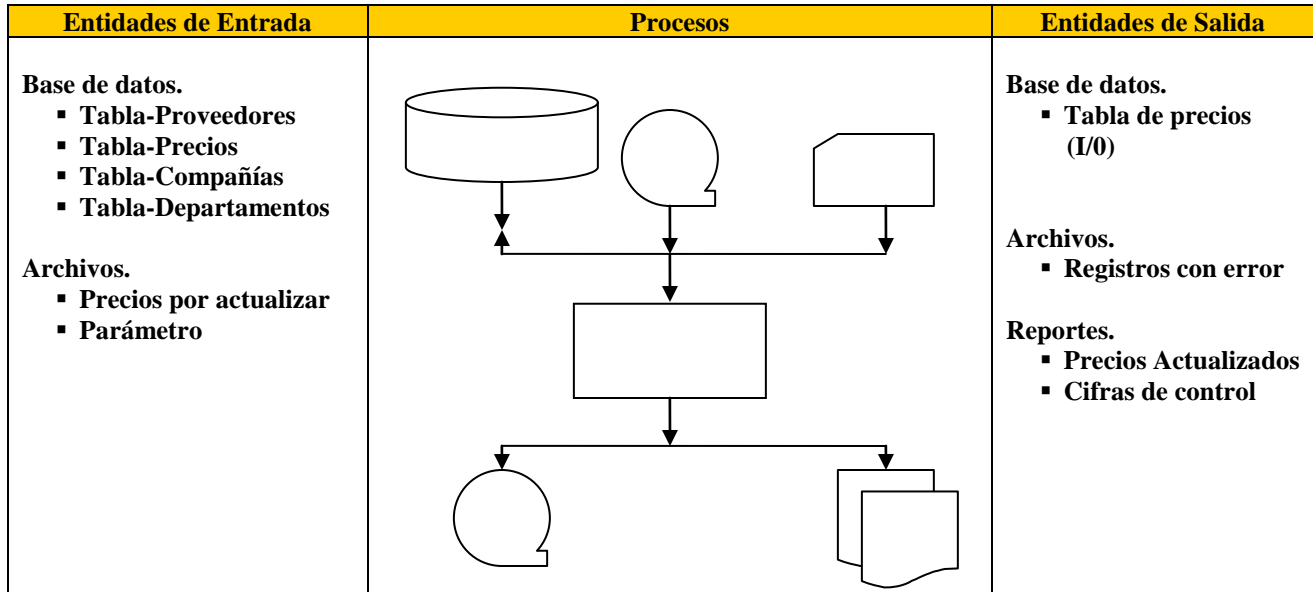 Entidades de Entrada
Procesos
Entidades de Salida
Base de datos.
▪ Tabla-Proveedores
▪ Tabla-Precios
▪ Tabla-Compañías
▪ Tabla-Departamentos
Archivos.
▪ Precios por actualizar
▪ Parámetro
Base de datos.
▪ Tabla de precios
(I/0)
Archivos.
▪ Registros con error
Reportes.
▪ Precios Actualizados
▪ Cifras de control